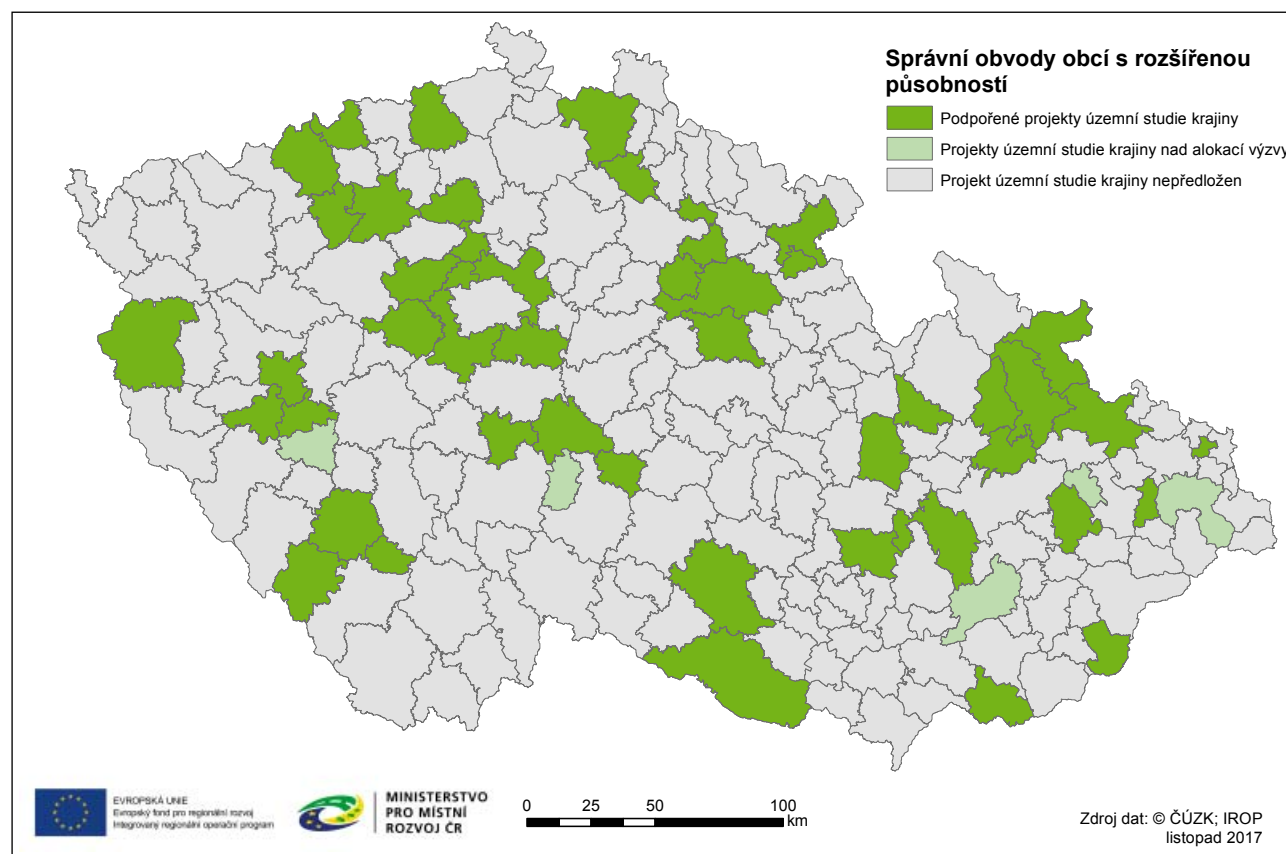 Správní obvody obcí s rozšířenou
působností
Podpořené projekty územní studie krajiny
Projekty územní studie krajiny nad alokací výzvy
Projekt územní studie krajiny nepředložen
EVROPSKÁ UNIE
Evropský fond pro regionální rozvoj
Integrovaný regionální operační program
MINISTERSTVO
PRO MÍSTNÍ
ROZVOJ ČR
0 25 50 100
km
Zdroj dat: © ČÚZK; IROP
listopad 2017